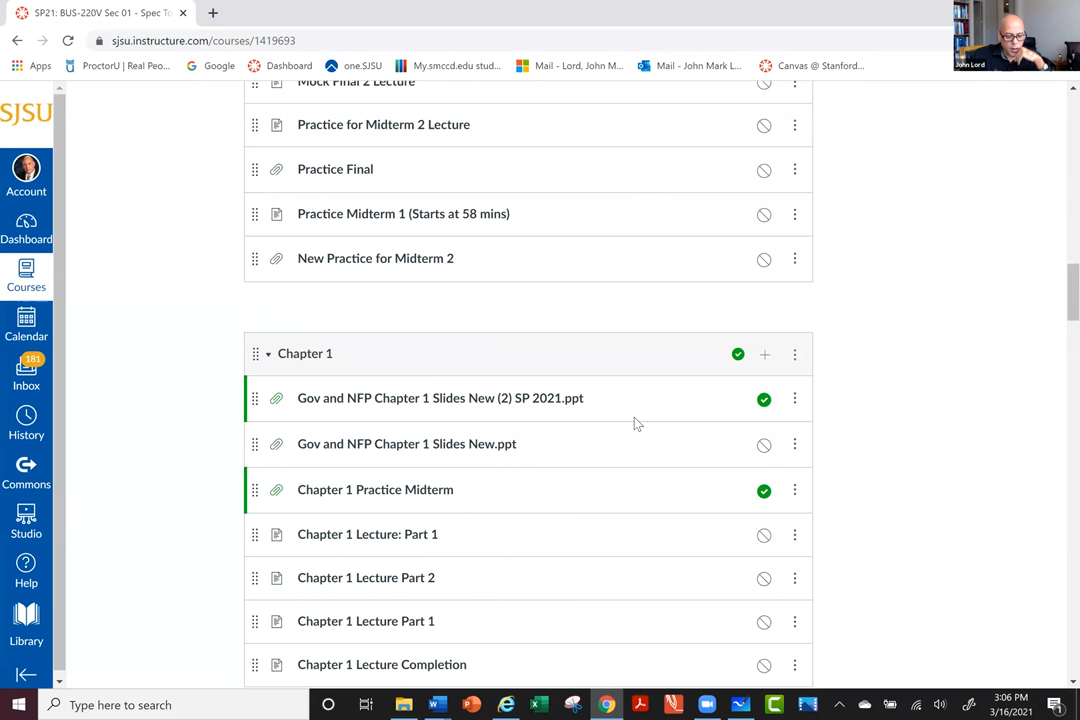 SP21: BUS-220V Sec 01 - Spec To
sjsu.instructure.com/courses/1419693
Apps
ProctorU | Real Peo...
Google
Dashboard
one.SJSU
My.smccd.edu stud...
Mail - Lord, John M...
Mail - John Mark L...
Canvas @ Stanford...
John Lord
SJSU
Account
Dashboard
Courses
Calendar
181
Inbox
History
Commons
Studio
Help
Library
Mock Final 2 Lecture
Practice for Midterm 2 Lecture
Practice Final
Practice Midterm 1 (Starts at 58 mins)
New Practice for Midterm 2
Chapter 1
Gov and NFP Chapter 1 Slides New (2) SP 2021.ppt
Gov and NFP Chapter 1 Slides New.ppt
Chapter 1 Practice Midterm
Chapter 1 Lecture: Part 1
Chapter 1 Lecture Part 2
Chapter 1 Lecture Part 1
Chapter 1 Lecture Completion
Type here to search
3:06 PM
3/16/2021